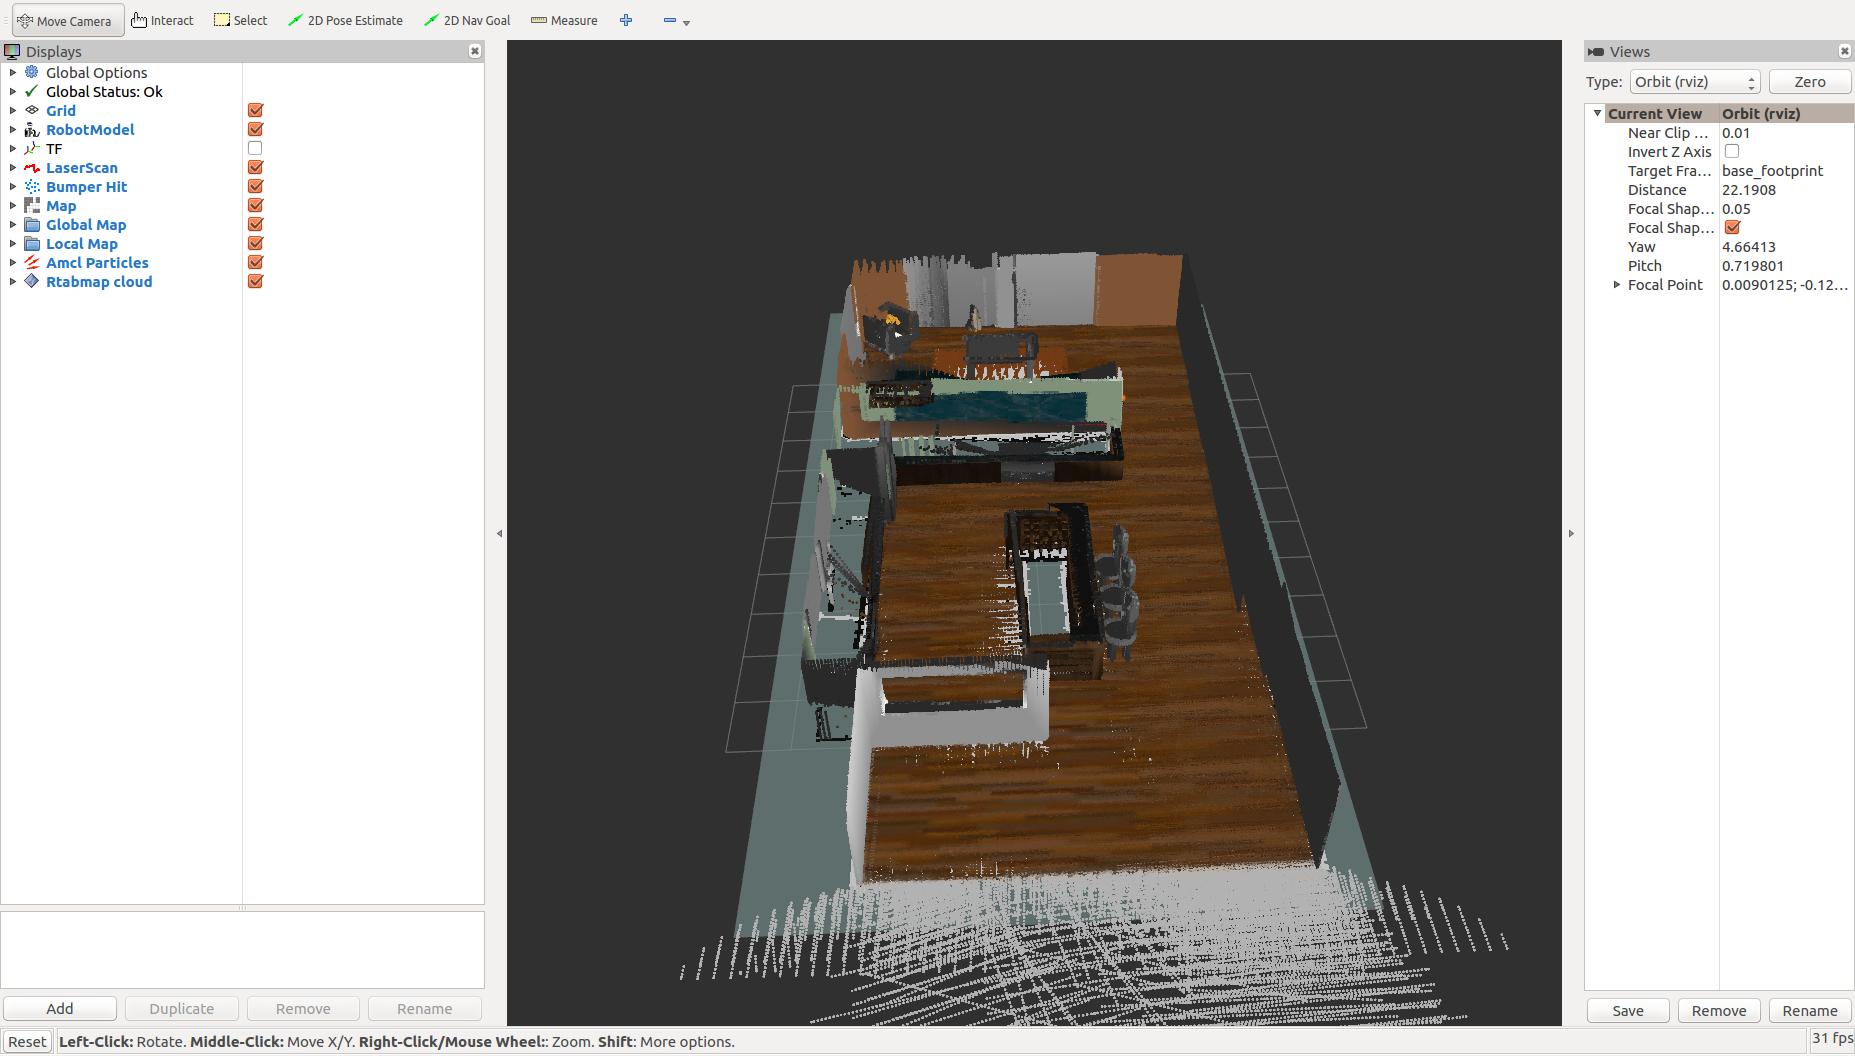 Move Camera Interact Select 2D Pose Estimate 2D Nav Goal Measure
Displays
Global Options
Global Status: Ok
Grid
RobotModel
TF
LaserScan
Bumper Hit
Map
Global Map
Local Map
Amcl Particles
Rtabmap cloud
Add Duplicate Remove Rename
Views
Type: Orbit (rviz) Zero
Current View Orbit (rviz)
Near Clip ... 0.01
Invert Z Axis
Target Fra... base_footprint
Distance 22.1908
Focal Shap... 0.05
Focal Shap...
Yaw 4.66413
Pitch 0.719801
Focal Point 0.0090125; -0.12...
Save Remove Rename
Reset Left-Click: Rotate. Middle-Click: Move X/Y. Right-Click/Mouse Wheel:: Zoom. Shift: More options. 31 fps